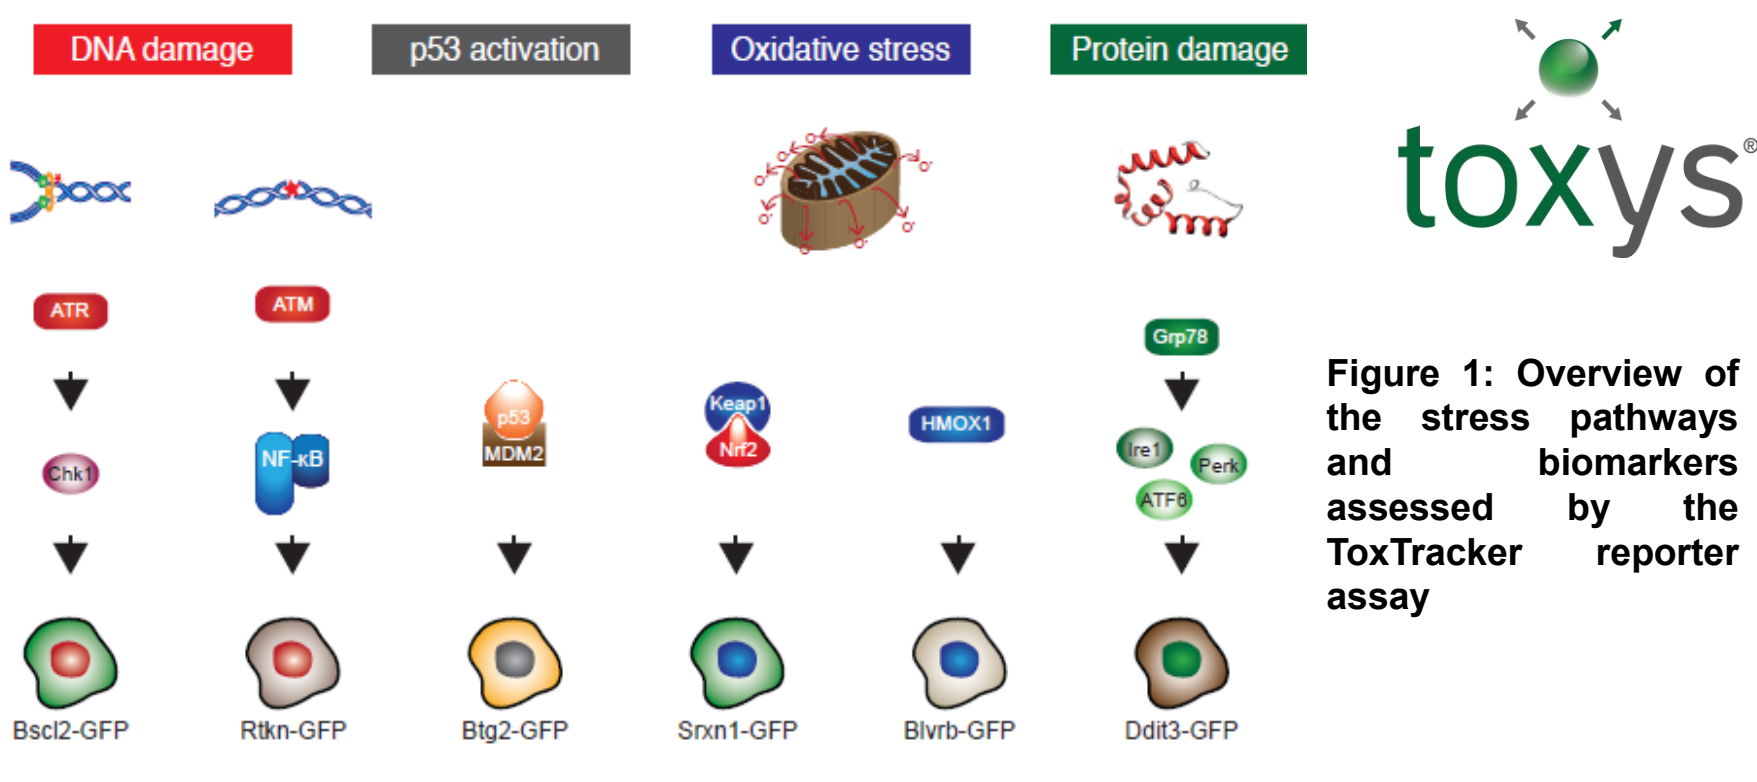 DNA damage
p53 activation
Oxidative stress
Protein damage
toxys®
O·
O·
O·
O·
O·
O·
O·
O·
O·
O·
ATR
ATM
Grp78
Chk1
NF-κB
p53
MDM2
Keap1
Nrf2
HMOX1
Ire1
Perk
ATF6
Bscl2-GFP
Rtkn-GFP
Btg2-GFP
Srxn1-GFP
Blvrb-GFP
Ddit3-GFP
Figure 1: Overview of
the stress pathways
and biomarkers
assessed by the
ToxTracker reporter
assay